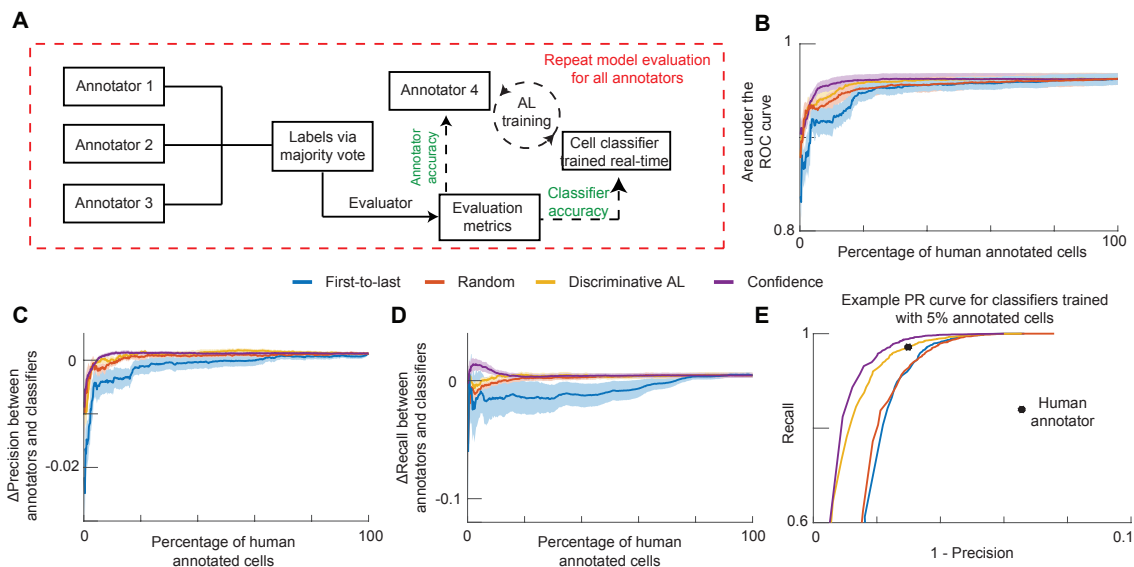 A
Repeat model evaluation
for all annotators
Annotator 1
Annotator 2
Annotator 3
Labels via
majority vote
Evaluator
Annotator 4
AL
training
Annotator
accuracy
Cell classifier
trained real-time
Classifier
accuracy
Evaluation
metrics
B
Area under the
ROC curve
1
0.8
0
100
Percentage of human annotated cells
First-to-last
Random
Discriminative AL
Confidence
C
ΔPrecision between
annotators and classifiers
0
-0.02
0
100
Percentage of human
annotated cells
D
ΔRecall between
annotators and classifiers
0
-0.1
0
100
Percentage of human
annotated cells
E
Example PR curve for classifiers trained
with 5% annotated cells
Recall
1
0.6
Human
annotator
0
0.1
1 - Precision